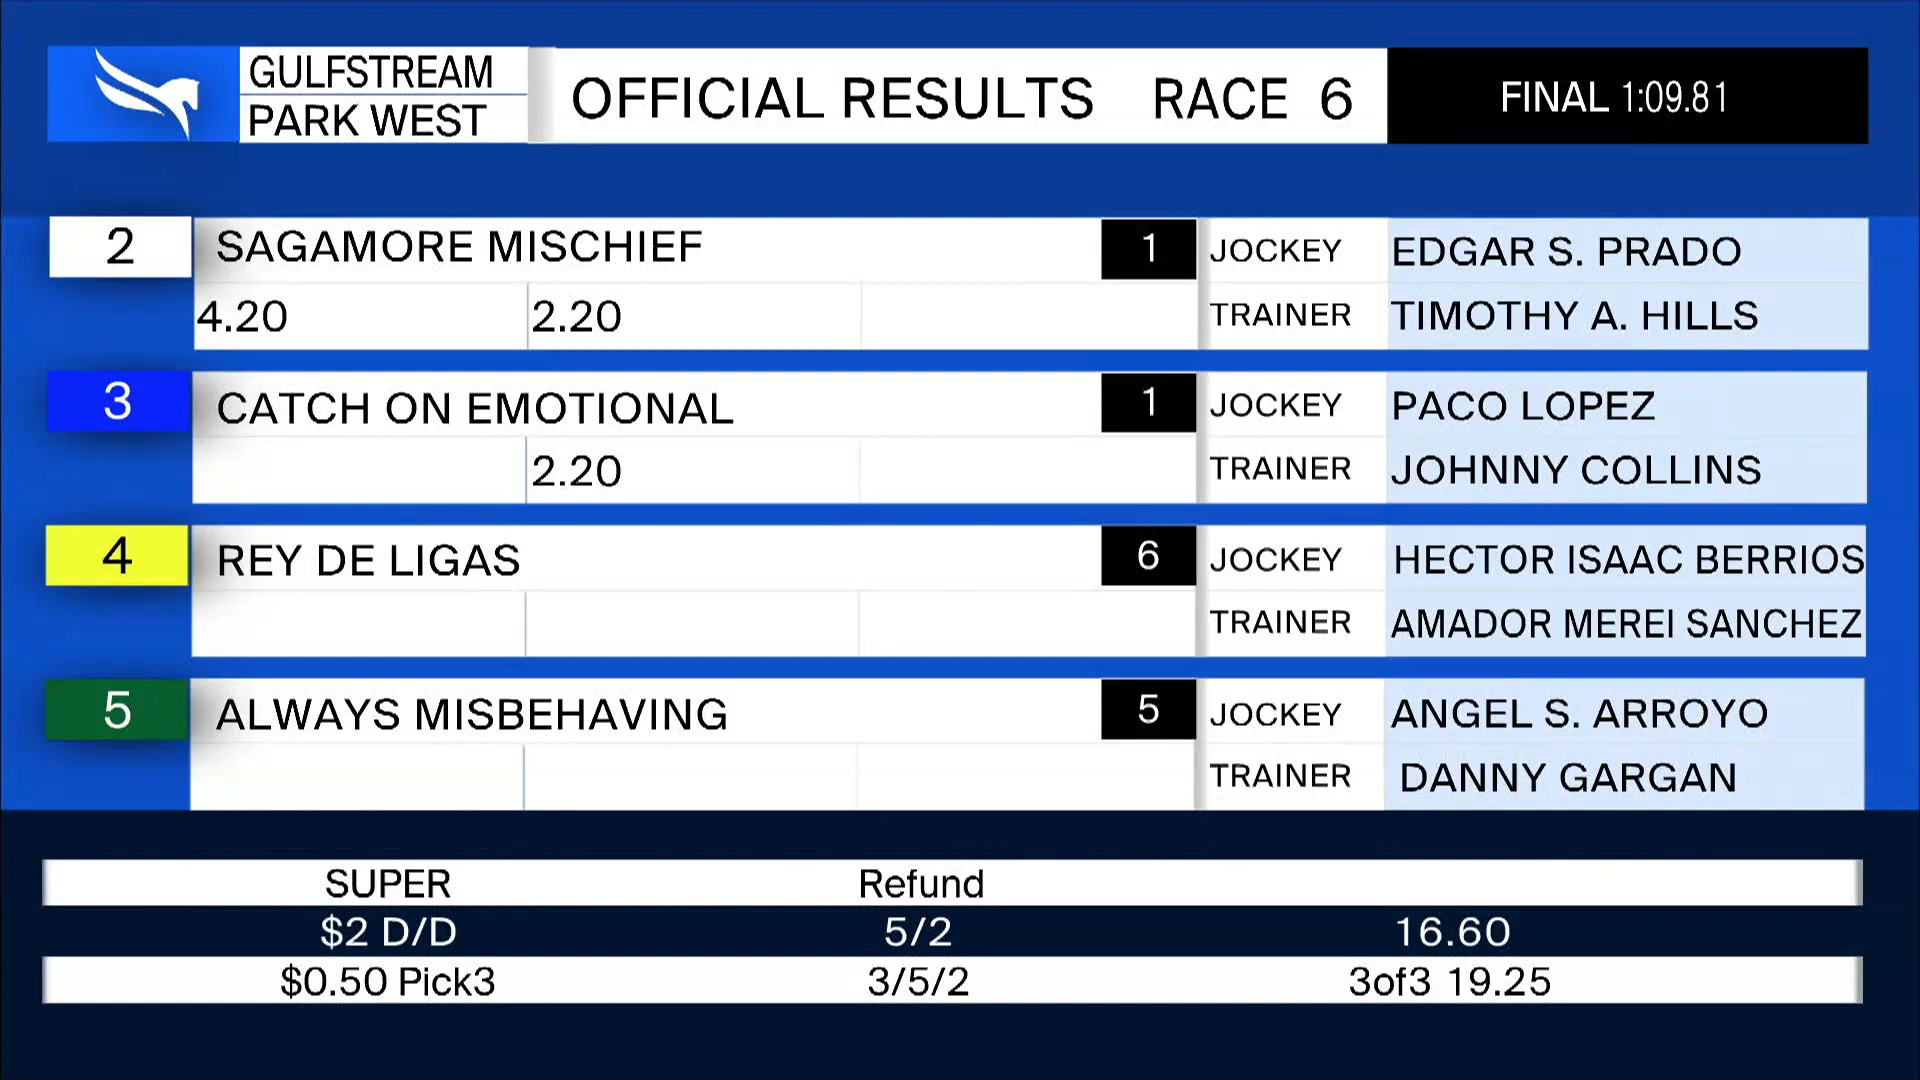 GULFSTREAM
PARK WEST
OFFICIAL RESULTS RACE 6
FINAL 1:09.81
2 SAGAMORE MISCHIEF 1 JOCKEY EDGAR S. PRADO
4.20 2.20 TRAINER TIMOTHY A. HILLS
3 CATCH ON EMOTIONAL 1 JOCKEY PACO LOPEZ
2.20 TRAINER JOHNNY COLLINS
4 REY DE LIGAS 6 JOCKEY HECTOR ISAAC BERRIOS
TRAINER AMADOR MEREI SANCHEZ
5 ALWAYS MISBEHAVING 5 JOCKEY ANGEL S. ARROYO
TRAINER DANNY GARGAN
SUPER Refund
$2 D/D 5/2 16.60
$0.50 Pick3 3/5/2 3of3 19.25